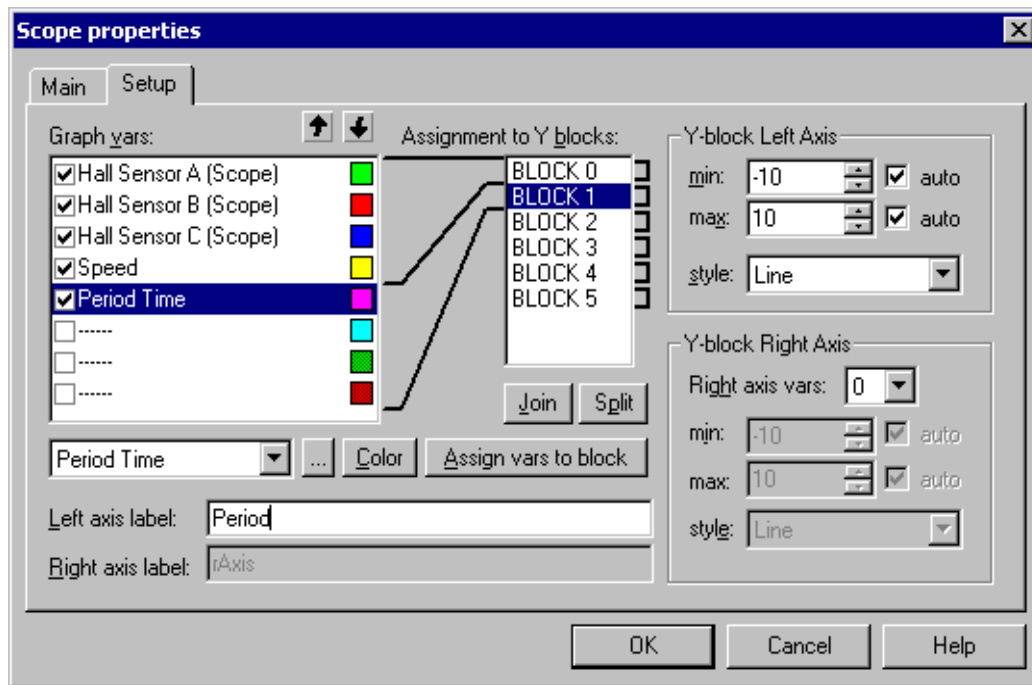 Scope properties
Main
Setup
Graph vars:
Hall Sensor A (Scope)
Hall Sensor B (Scope)
Hall Sensor C (Scope)
Speed
Period Time
------
------
------
Assignment to Y blocks:
BLOCK 0
BLOCK 1
BLOCK 2
BLOCK 3
BLOCK 4
BLOCK 5
Join
Split
Period Time
...
Color
Assign vars to block
Left axis label:
Period
Right axis label:
rAxis
Y-block Left Axis
min:
-10
auto
max:
10
auto
style:
Line
Y-block Right Axis
Right axis vars:
0
min:
-10
auto
max:
10
auto
style:
Line
OK
Cancel
Help